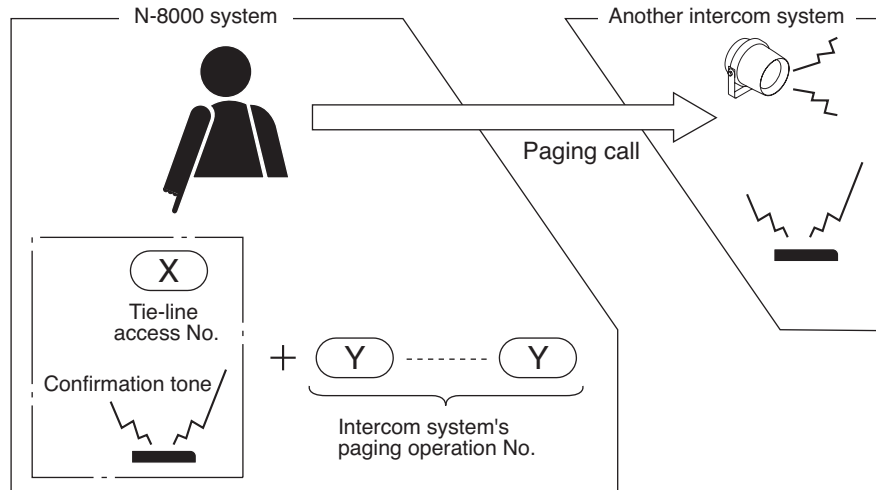 N-8000 system
Another intercom system
Paging call
X
Tie-line
access No.
Confirmation tone
+
Y -------- Y
Intercom system's
paging operation No.